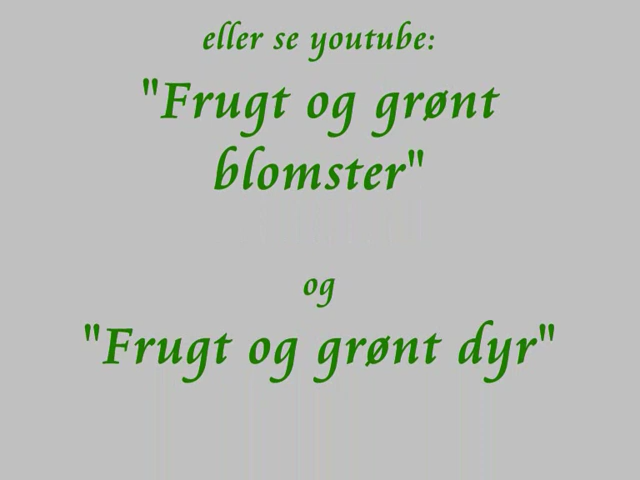 eller se youtube:
"Frugt og grønt
blomster"
og
"Frugt og grønt dyr"